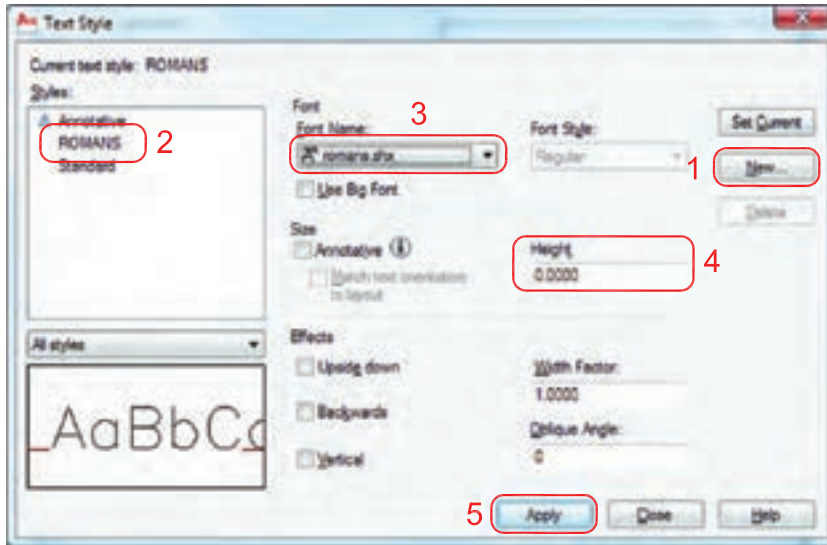 Text Style
Current text style: ROMANS
Styles:
Annotative
ROMANS
Standard
2
All styles
AaBbCc
Font
Font Name:
3
romans.shx
Use Big Font
Font Style:
Regular
Size
Annotative
Match text orientation
to layout
Height
0.0000
4
Effects
Upside down
Backwards
Vertical
Width Factor:
1.0000
Oblique Angle:
0
Set Current
1
New...
Delete
5
Apply
Close
Help